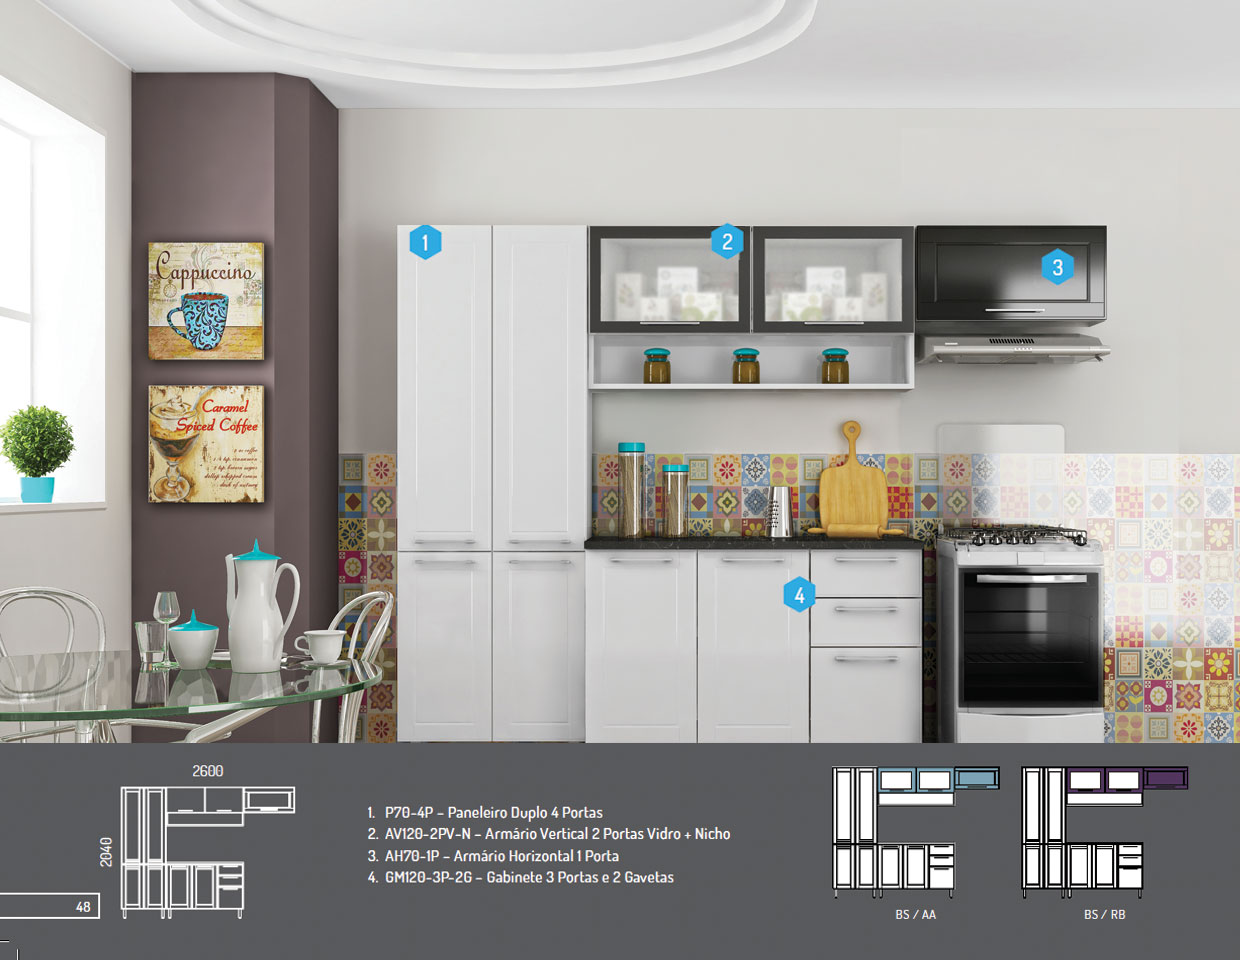 Cappuccino
Caramel
Spiced Coffee
1
2
3
4
2600
2040
1. P70-4P – Paneleiro Duplo 4 Portas
2. AV120-2PV-N – Armário Vertical 2 Portas Vidro + Nicho
3. AH70-1P – Armário Horizontal 1 Porta
4. GM120-3P-2G – Gabinete 3 Portas e 2 Gavetas
BS / AA
BS / RB
48